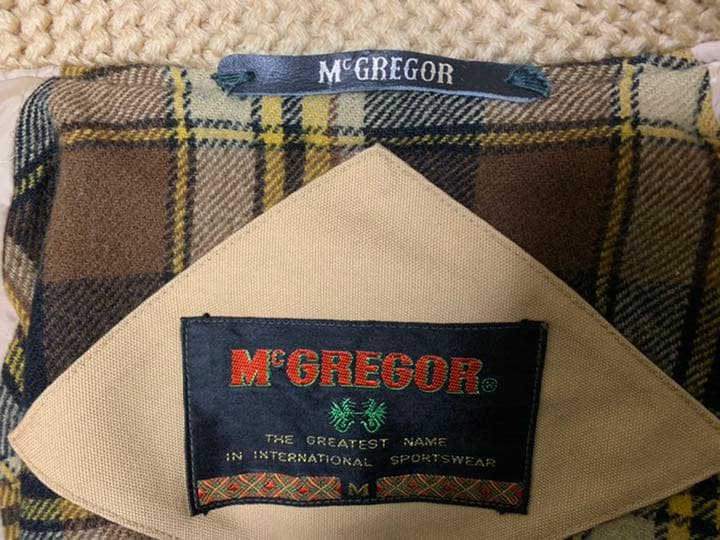 McGREGOR
McGREGOR®
THE GREATEST NAME
IN INTERNATIONAL SPORTSWEAR
M